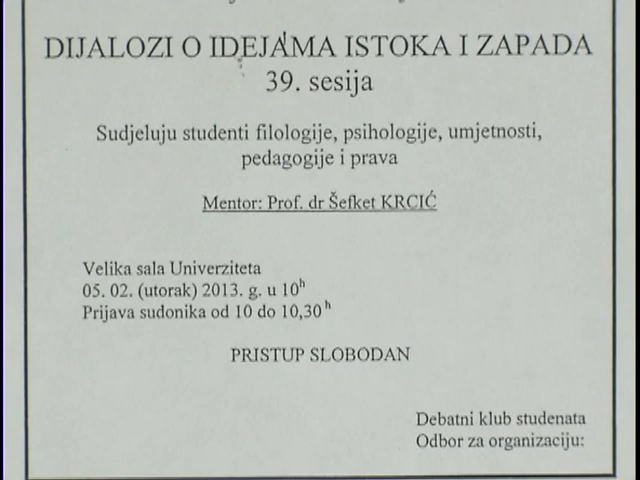 DIJALOZI O IDEJAMA ISTOKA I ZAPADA
39. sesija
Sudjeluju studenti filologije, psihologije, umjetnosti,
pedagogije i prava
Mentor: Prof. dr Šefket KRCIĆ
Velika sala Univerziteta
05. 02. (utorak) 2013. g. u 10h
Prijava sudonika od 10 do 10,30 h
PRISTUP SLOBODAN
Debatni klub studenata
Odbor za organizaciju: